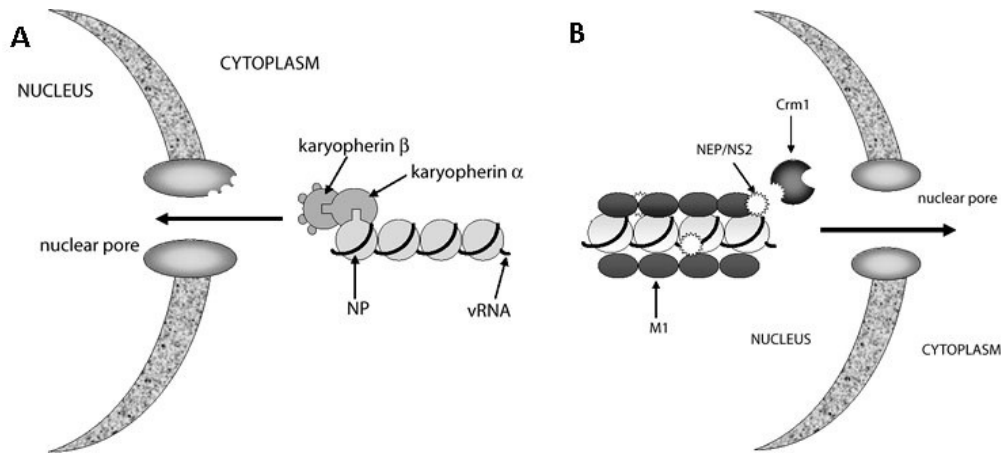 A
CYTOPLASM
NUCLEUS
karyopherin β
karyopherin α
nuclear pore
NP
vRNA
B
Crm1
NEP/NS2
nuclear pore
M1
NUCLEUS
CYTOPLASM